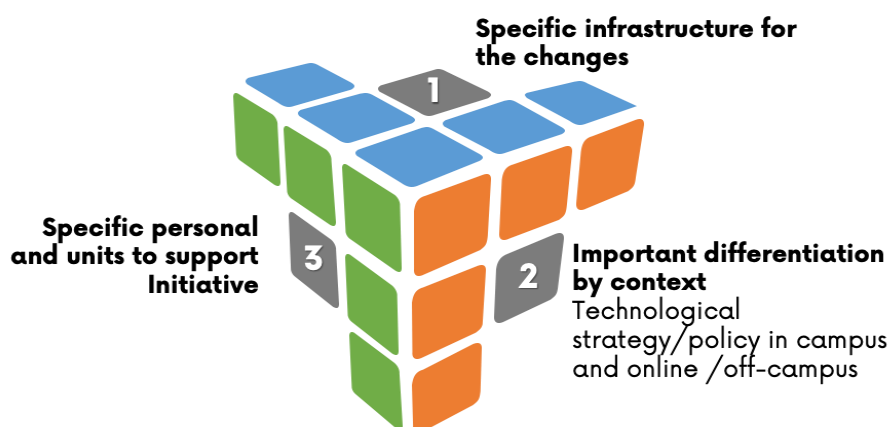 Specific infrastructure for
the changes
1
Specific personal
and units to support
Initiative
3
2
Important differentiation
by context
Technological
strategy/policy in campus
and online /off-campus